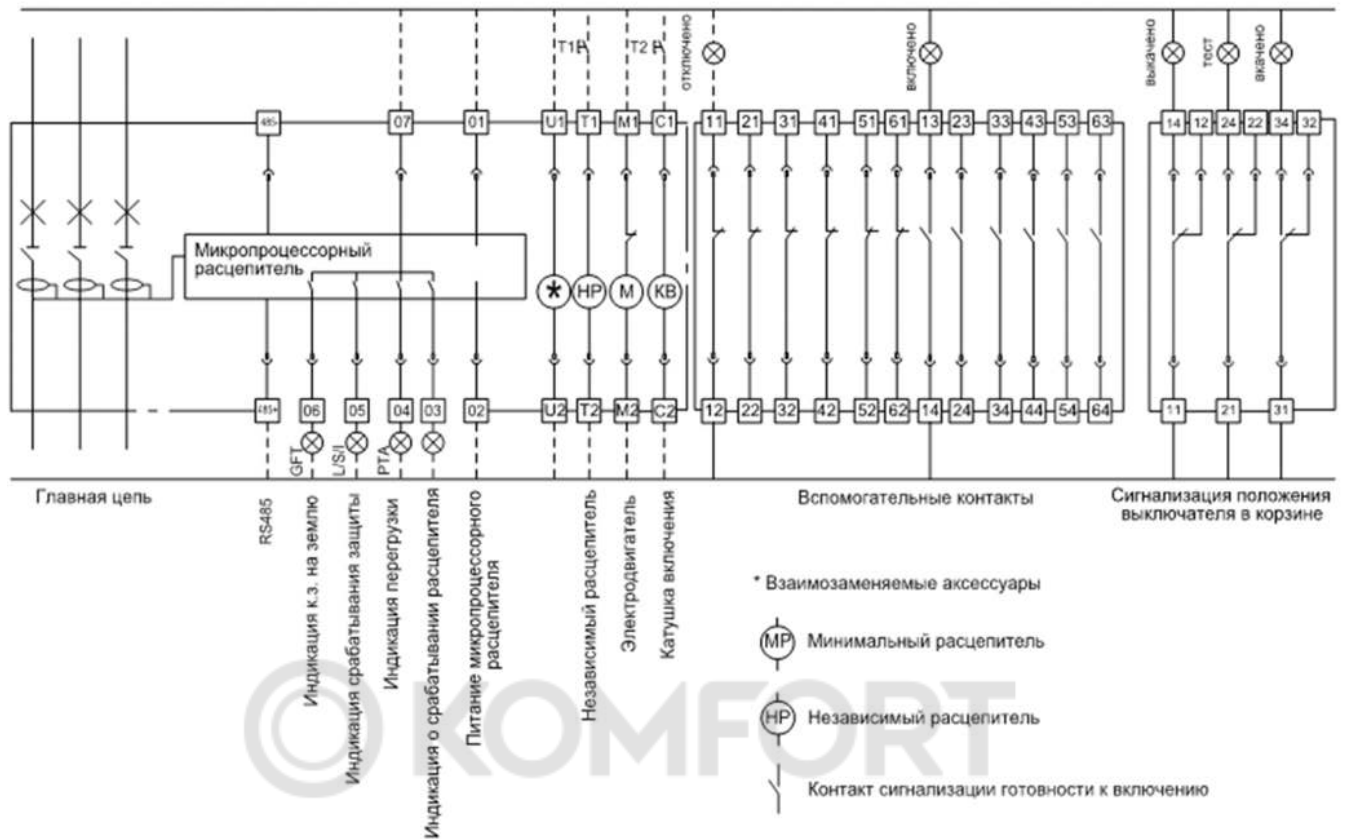 отключено
включено
выкачено
тест
вкачено
T1
T2
485-
07
01
U1
T1
M1
C1
11
21
31
41
51
61
13
23
33
43
53
63
14
12
24
22
34
32
Микропроцессорный
расцепитель
*
НР
М
КВ
485+
06
05
04
03
02
U2
T2
M2
C2
12
22
32
42
52
62
14
24
34
44
54
64
11
21
31
GFT
L/S/I
PTA
Главная цепь
RS485
Индикация к.з. на землю
Индикация срабатывания защиты
Индикация перегрузки
Индикация о срабатывании расцепителя
Питание микропроцессорного
расцепителя
Независимый расцепитель
Электродвигатель
Катушка включения
Вспомогательные контакты
Сигнализация положения
выключателя в корзине
* Взаимозаменяемые аксессуары
МР Минимальный расцепитель
НР Независимый расцепитель
Контакт сигнализации готовности к включению
KOMFORT